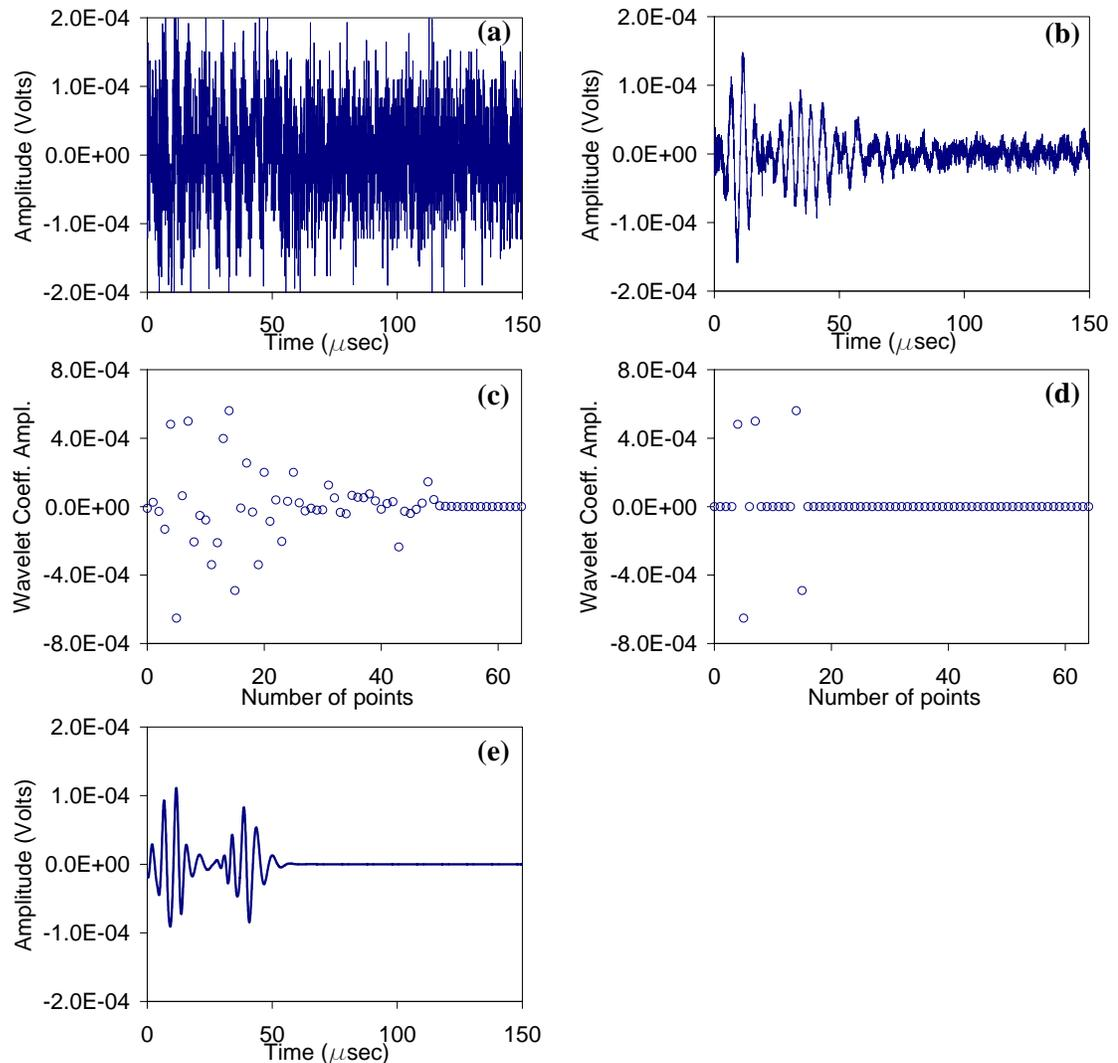 2.0E-04
1.0E-04
0.0E+00
-1.0E-04
-2.0E-04
Amplitude (Volts)
(a)
0 50 100 150
Time (μsec)
2.0E-04
1.0E-04
0.0E+00
-1.0E-04
-2.0E-04
Amplitude (Volts)
(b)
0 50 100 150
Time (μsec)
8.0E-04
4.0E-04
0.0E+00
-4.0E-04
-8.0E-04
Wavelet Coeff. Ampl.
(c)
0 20 40 60
Number of points
8.0E-04
4.0E-04
0.0E+00
-4.0E-04
-8.0E-04
Wavelet Coeff. Ampl.
(d)
0 20 40 60
Number of points
2.0E-04
1.0E-04
0.0E+00
-1.0E-04
-2.0E-04
Amplitude (Volts)
(e)
0 50 100 150
Time (μsec)